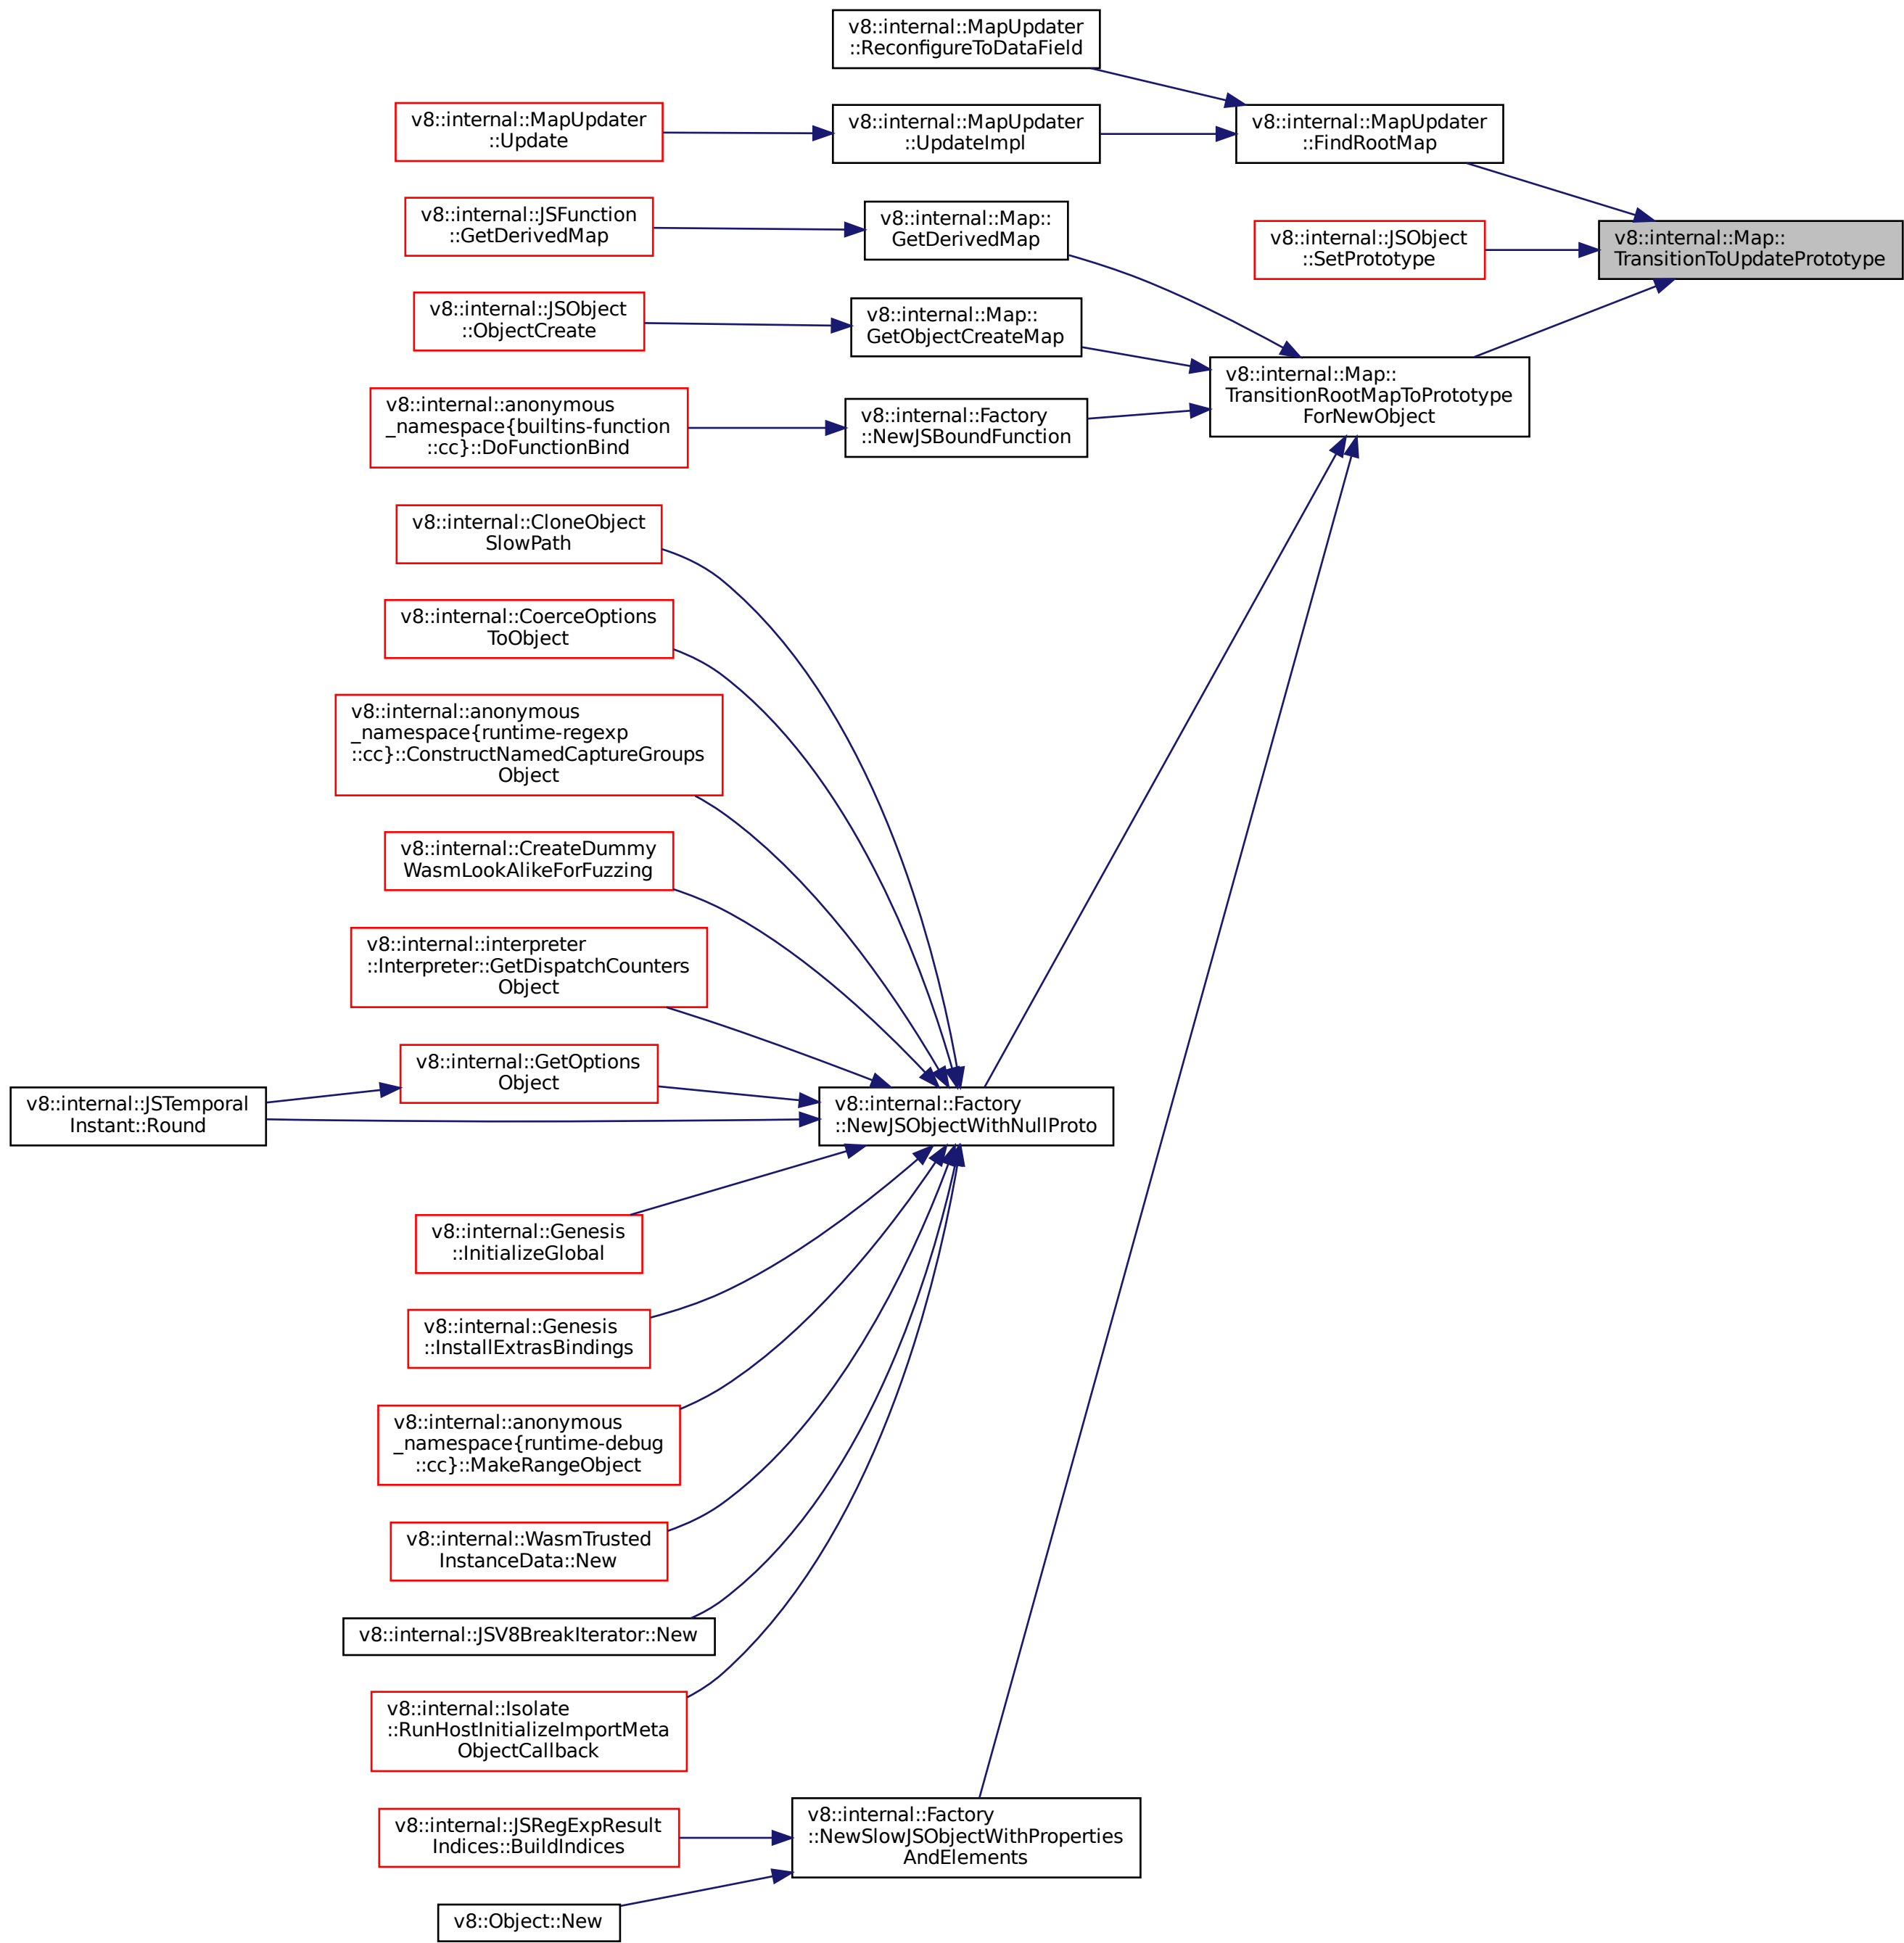 v8::internal::MapUpdater
::ReconfigureToDataField
v8::internal::MapUpdater
::Update
v8::internal::MapUpdater
::UpdateImpl
v8::internal::MapUpdater
::FindRootMap
v8::internal::JSFunction
::GetDerivedMap
v8::internal::Map::
GetDerivedMap
v8::internal::JSObject
::SetPrototype
v8::internal::Map::
TransitionToUpdatePrototype
v8::internal::JSObject
::ObjectCreate
v8::internal::Map::
GetObjectCreateMap
v8::internal::Map::
TransitionRootMapToPrototype
ForNewObject
v8::internal::anonymous
_namespace{builtins-function
::cc}::DoFunctionBind
v8::internal::Factory
::NewJSBoundFunction
v8::internal::CloneObject
SlowPath
v8::internal::CoerceOptions
ToObject
v8::internal::anonymous
_namespace{runtime-regexp
::cc}::ConstructNamedCaptureGroups
Object
v8::internal::CreateDummy
WasmLookAlikeForFuzzing
v8::internal::interpreter
::Interpreter::GetDispatchCounters
Object
v8::internal::GetOptions
Object
v8::internal::JSTemporal
Instant::Round
v8::internal::Factory
::NewJSObjectWithNullProto
v8::internal::Genesis
::InitializeGlobal
v8::internal::Genesis
::InstallExtrasBindings
v8::internal::anonymous
_namespace{runtime-debug
::cc}::MakeRangeObject
v8::internal::WasmTrusted
InstanceData::New
v8::internal::JSV8BreakIterator::New
v8::internal::Isolate
::RunHostInitializeImportMeta
ObjectCallback
v8::internal::JSRegExpResult
Indices::BuildIndices
v8::internal::Factory
::NewSlowJSObjectWithProperties
AndElements
v8::Object::New